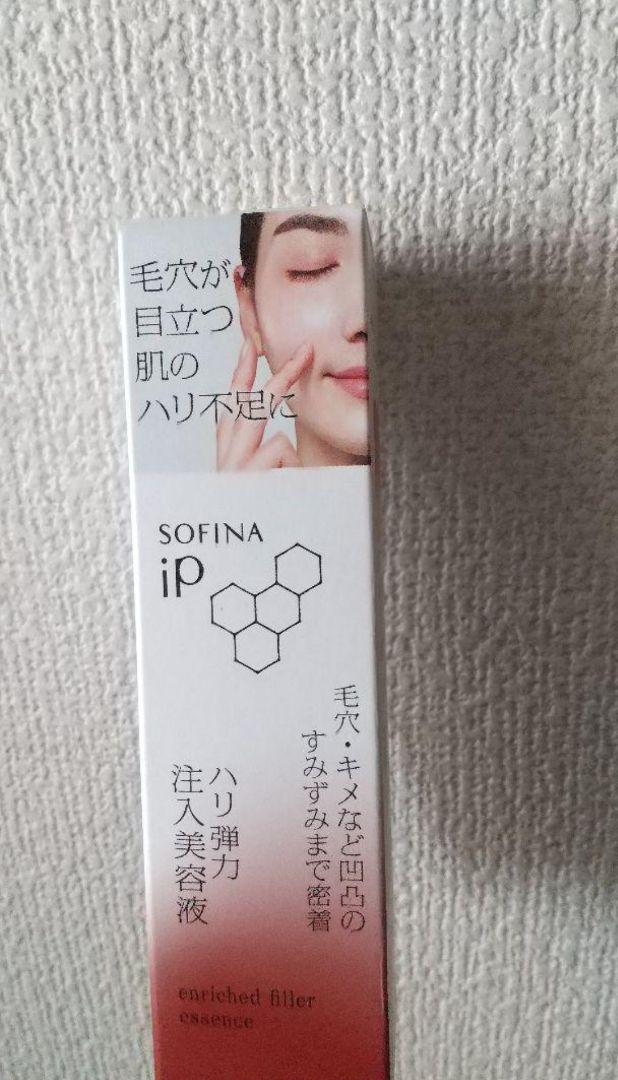 毛穴が
目立つ
肌の
ハリ不足に
SOFINA
iP
毛穴・キメなど凹凸の
すみずみまで密着
ハリ弾力
注入美容液
enriched filler
essence